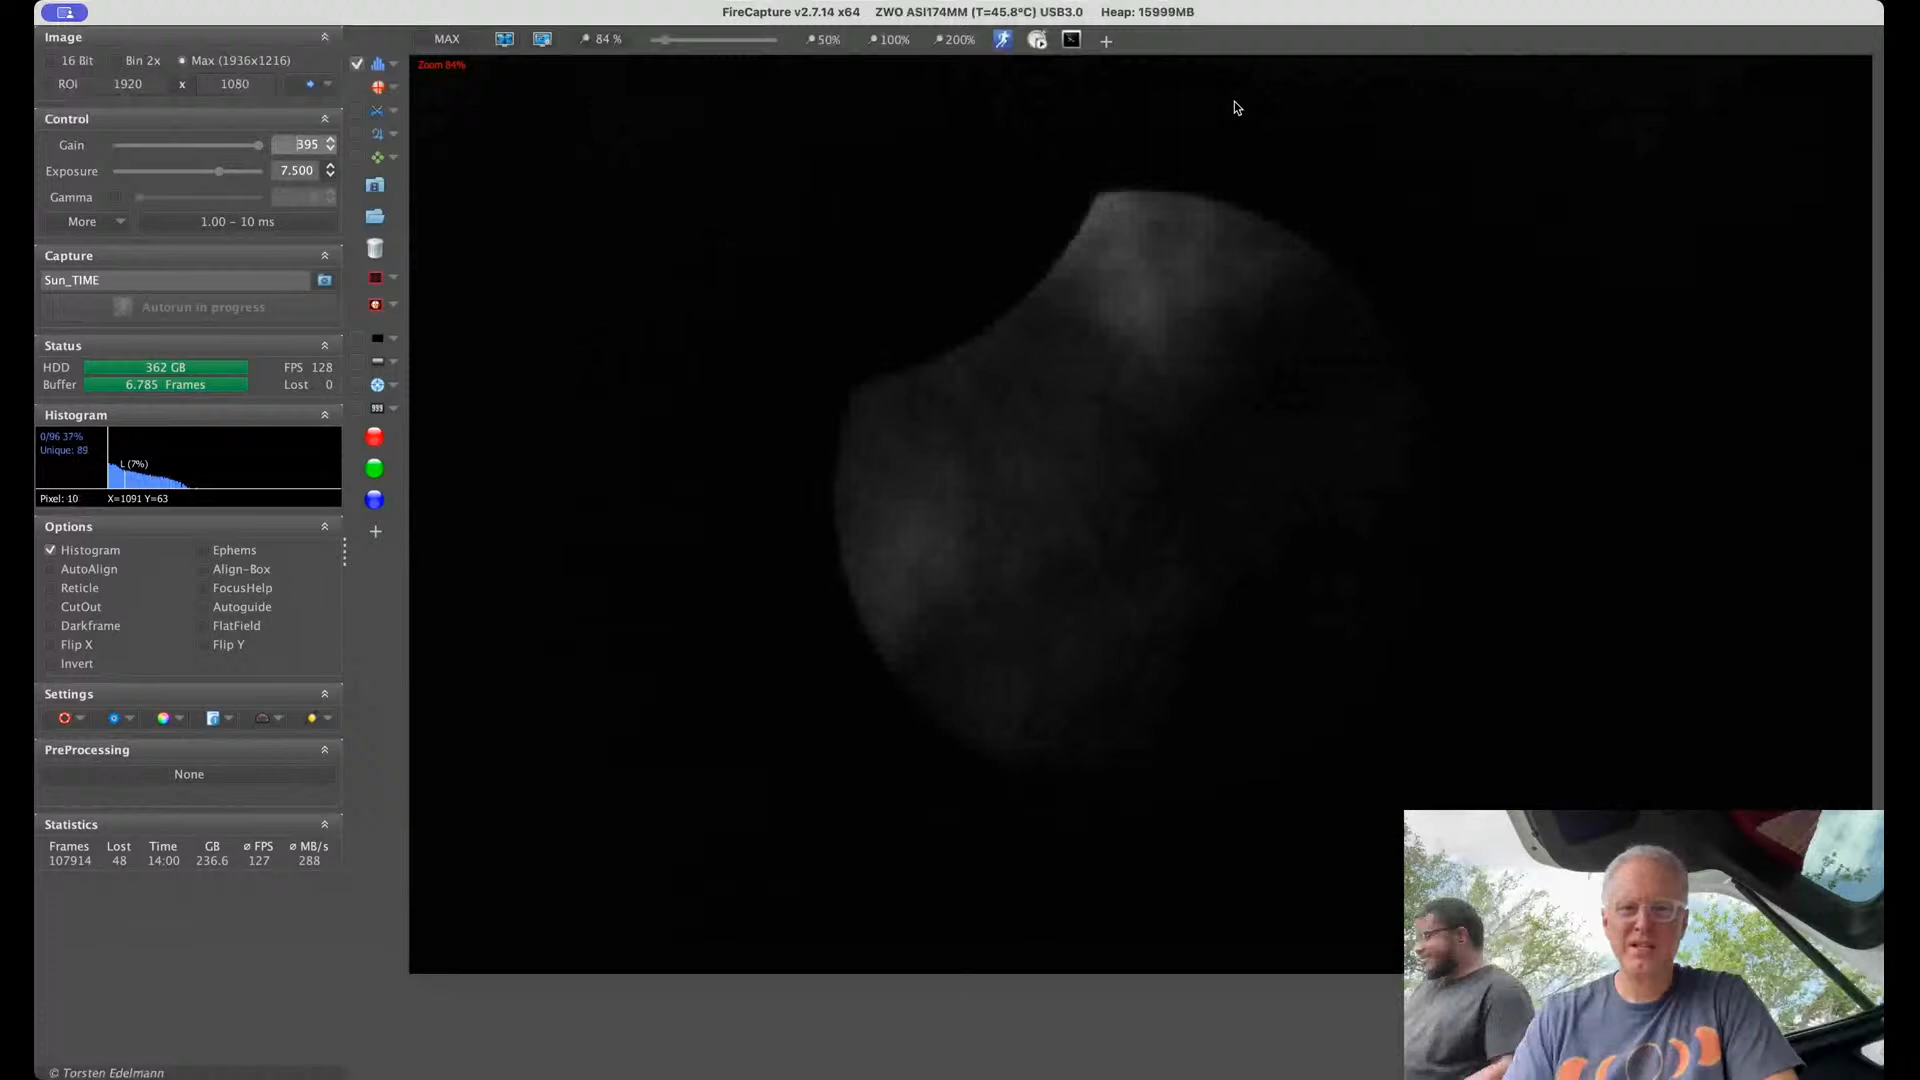 FireCapture v2.7.14 x64 ZWO ASI174MM (T=45.8°C) USB3.0 Heap: 15999MB
Image
16 Bit Bin 2x Max (1936x1216)
ROI 1920 x 1080
MAX 84 % 50% 100% 200%
Zoom 84%
Control
Gain 395
Exposure 7.500
Gamma
More 1.00 - 10 ms
Capture
Sun_TIME
Autorun in progress
Status
HDD 362 GB FPS 128
Buffer 6.785 Frames Lost 0
Histogram
0/96 37%
Unique: 89
L (7%)
Pixel: 10 X=1091 Y=63
Options
Histogram Ephems
AutoAlign Align-Box
Reticle FocusHelp
CutOut Autoguide
Darkframe FlatField
Flip X Flip Y
Invert
Settings
PreProcessing
None
Statistics
Frames Lost Time GB ø FPS ø MB/s
107914 48 14:00 236.6 127 288
© Torsten Edelmann
999